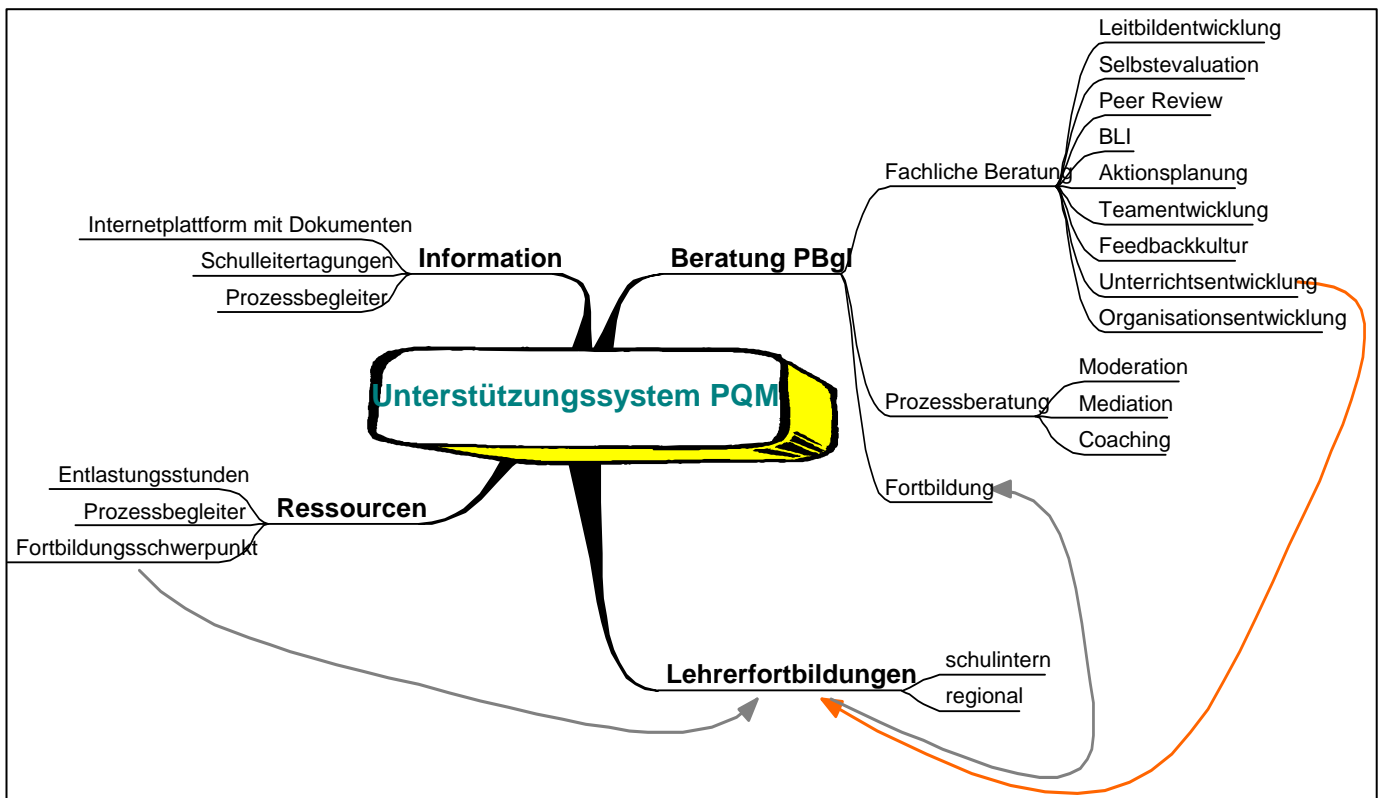 Unterstützungssystem PQM
Information
Internetplattform mit Dokumenten
Schulleitertagungen
Prozessbegleiter
Beratung PBgl
Fachliche Beratung
Leitbildentwicklung
Selbstevaluation
Peer Review
BLI
Aktionsplanung
Teamentwicklung
Feedbackkultur
Unterrichtsentwicklung
Organisationsentwicklung
Prozessberatung
Moderation
Mediation
Coaching
Fortbildung
Ressourcen
Entlastungsstunden
Prozessbegleiter
Fortbildungsschwerpunkt
Lehrerfortbildungen
schulintern
regional